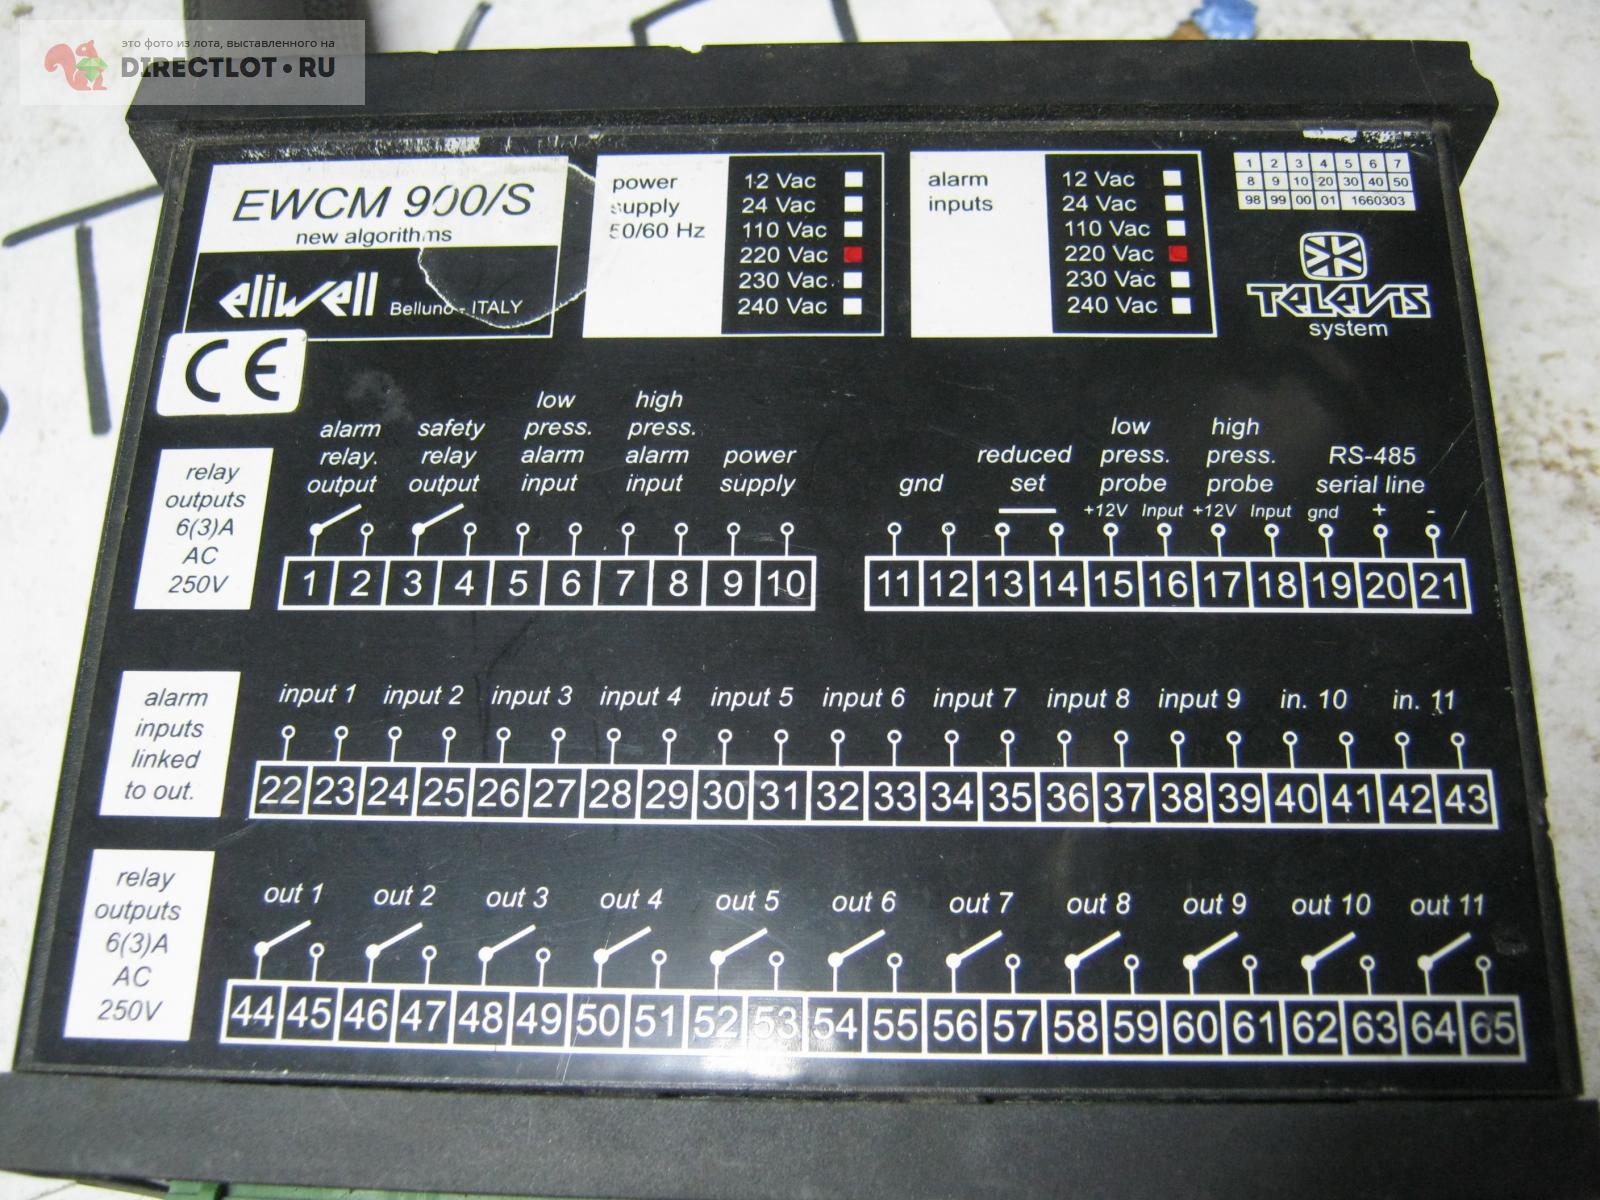 это фото из лота, выставленного на
DIRECTLOT.RU
EWCM 900/S
new algorithms
eliwell Belluno - ITALY
CE
power
supply
50/60 Hz
12 Vac
24 Vac
110 Vac
220 Vac
230 Vac
240 Vac
alarm
inputs
12 Vac
24 Vac
110 Vac
220 Vac
230 Vac
240 Vac
1 2 3 4 5 6 7
8 9 10 20 30 40 50
98 99 00 01 1660303
TELEVIS
system
relay
outputs
6(3)A
AC
250V
alarm
relay.
output
safety
relay
output
low
press.
alarm
input
high
press.
alarm
input
power
supply
gnd
reduced
set
low
press.
probe
+12V Input
high
press.
probe
+12V Input
RS-485
serial line
gnd + -
1 2 3 4 5 6 7 8 9 10
11 12 13 14 15 16 17 18 19 20 21
alarm
inputs
linked
to out.
input 1 input 2 input 3 input 4 input 5 input 6 input 7 input 8 input 9 in. 10 in. 11
22 23 24 25 26 27 28 29 30 31 32 33 34 35 36 37 38 39 40 41 42 43
relay
outputs
6(3)A
AC
250V
out 1 out 2 out 3 out 4 out 5 out 6 out 7 out 8 out 9 out 10 out 11
44 45 46 47 48 49 50 51 52 53 54 55 56 57 58 59 60 61 62 63 64 65